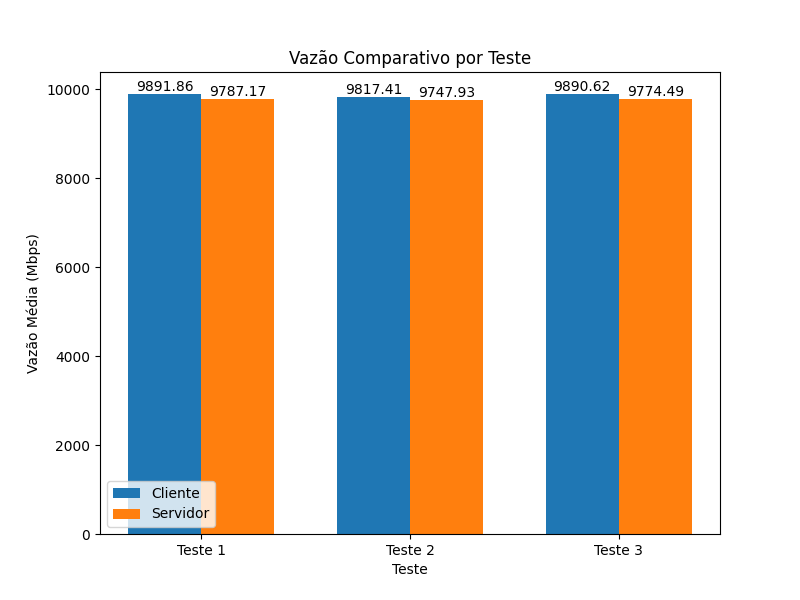 Vazão Comparativo por Teste
Vazão Média (Mbps)
10000
8000
6000
4000
2000
0
9891.86
9787.17
9817.41
9747.93
9890.62
9774.49
Cliente
Servidor
Teste 1
Teste 2
Teste 3
Teste